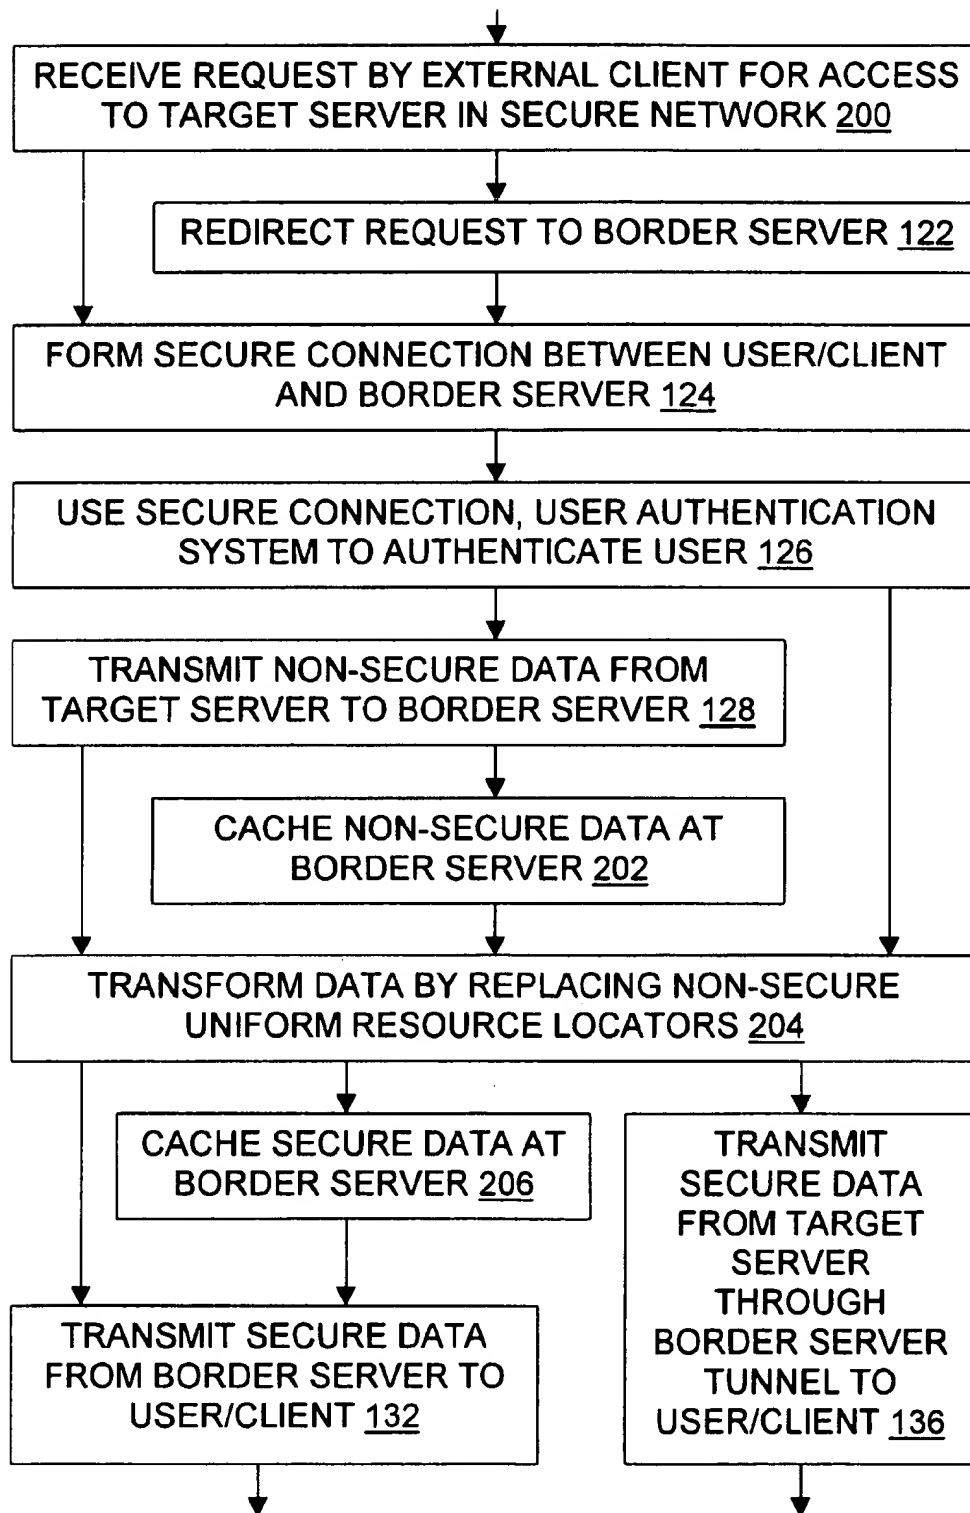 RECEIVE REQUEST BY EXTERNAL CLIENT FOR ACCESS
TO TARGET SERVER IN SECURE NETWORK 200
REDIRECT REQUEST TO BORDER SERVER 122
FORM SECURE CONNECTION BETWEEN USER/CLIENT
AND BORDER SERVER 124
USE SECURE CONNECTION, USER AUTHENTICATION
SYSTEM TO AUTHENTICATE USER 126
TRANSMIT NON-SECURE DATA FROM
TARGET SERVER TO BORDER SERVER 128
CACHE NON-SECURE DATA AT
BORDER SERVER 202
TRANSFORM DATA BY REPLACING NON-SECURE
UNIFORM RESOURCE LOCATORS 204
CACHE SECURE DATA AT
BORDER SERVER 206
TRANSMIT SECURE DATA
FROM BORDER SERVER TO
USER/CLIENT 132
TRANSMIT
SECURE DATA
FROM TARGET
SERVER
THROUGH
BORDER SERVER
TUNNEL TO
USER/CLIENT 136